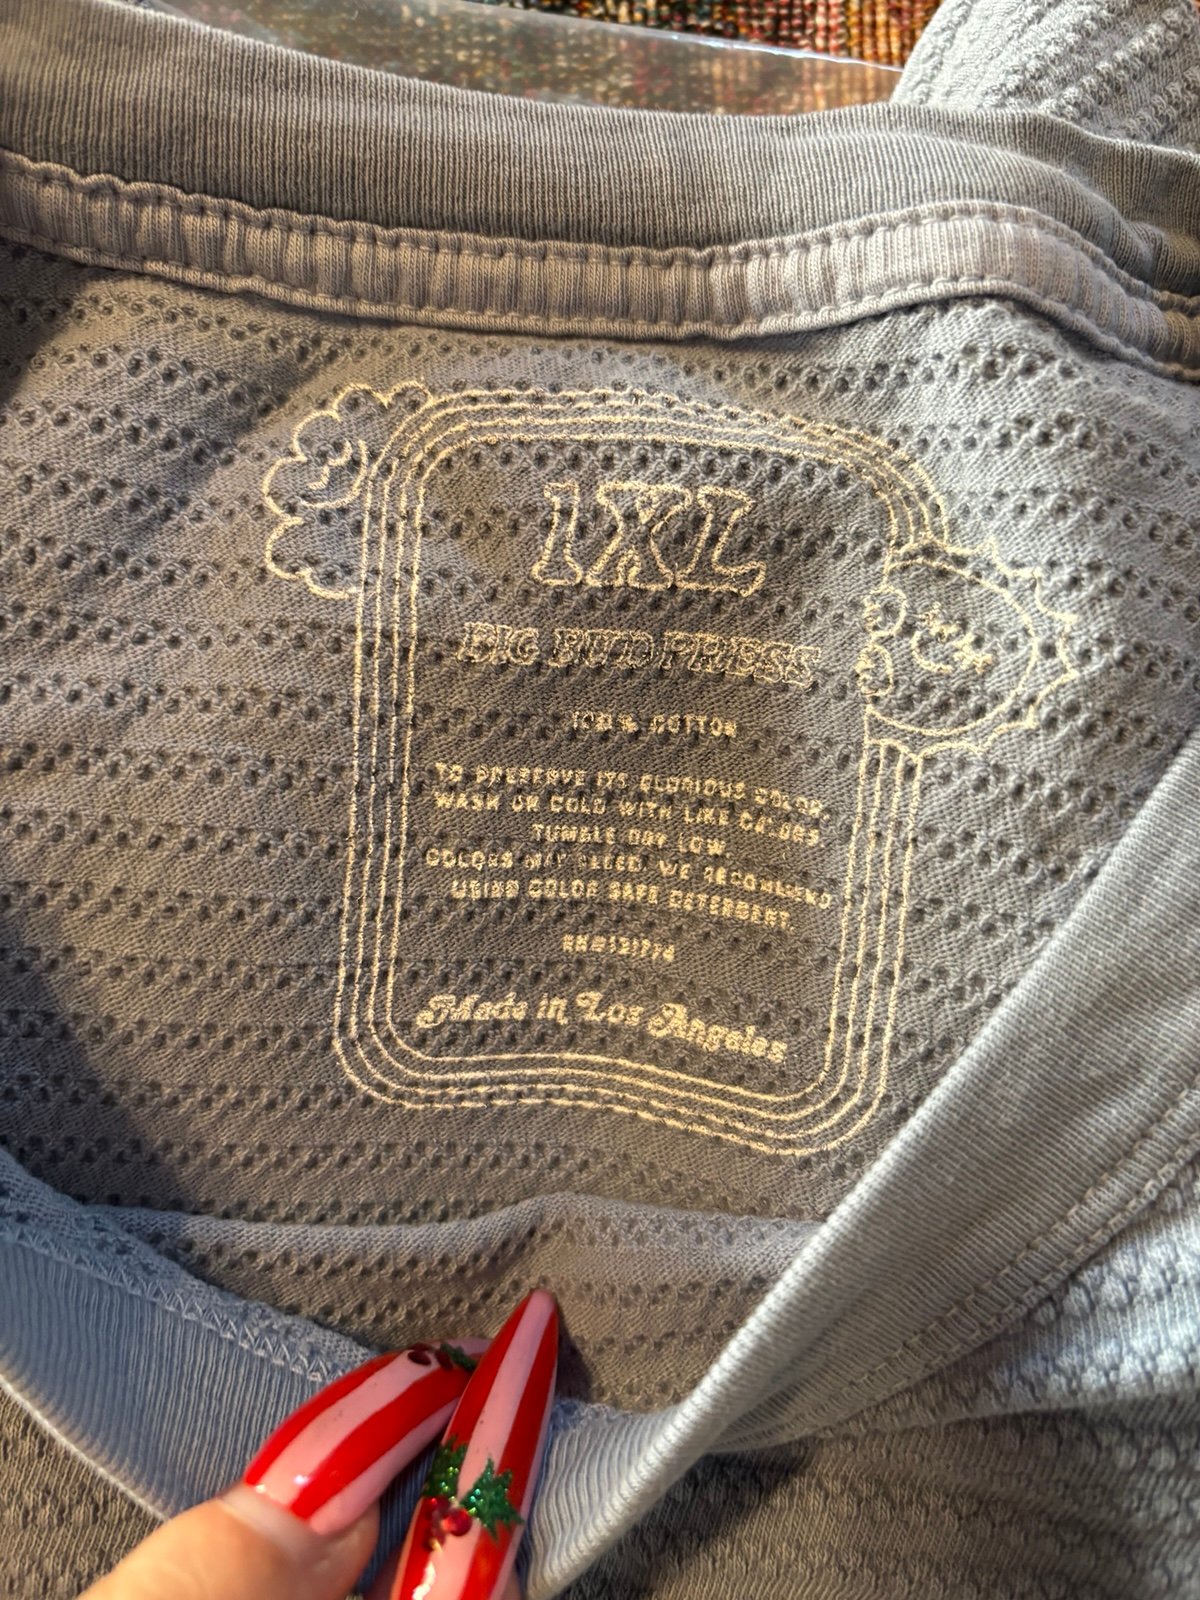 1XL
BIG BUD PRESS
100% COTTON
TO PRESERVE ITS GLORIOUS COLOR,
WASH ON COLD WITH LIKE COLORS.
TUMBLE DRY LOW.
COLORS MAY BLEED. WE RECOMMEND
USING COLOR SAFE DETERGENT.
Made in Los Angeles